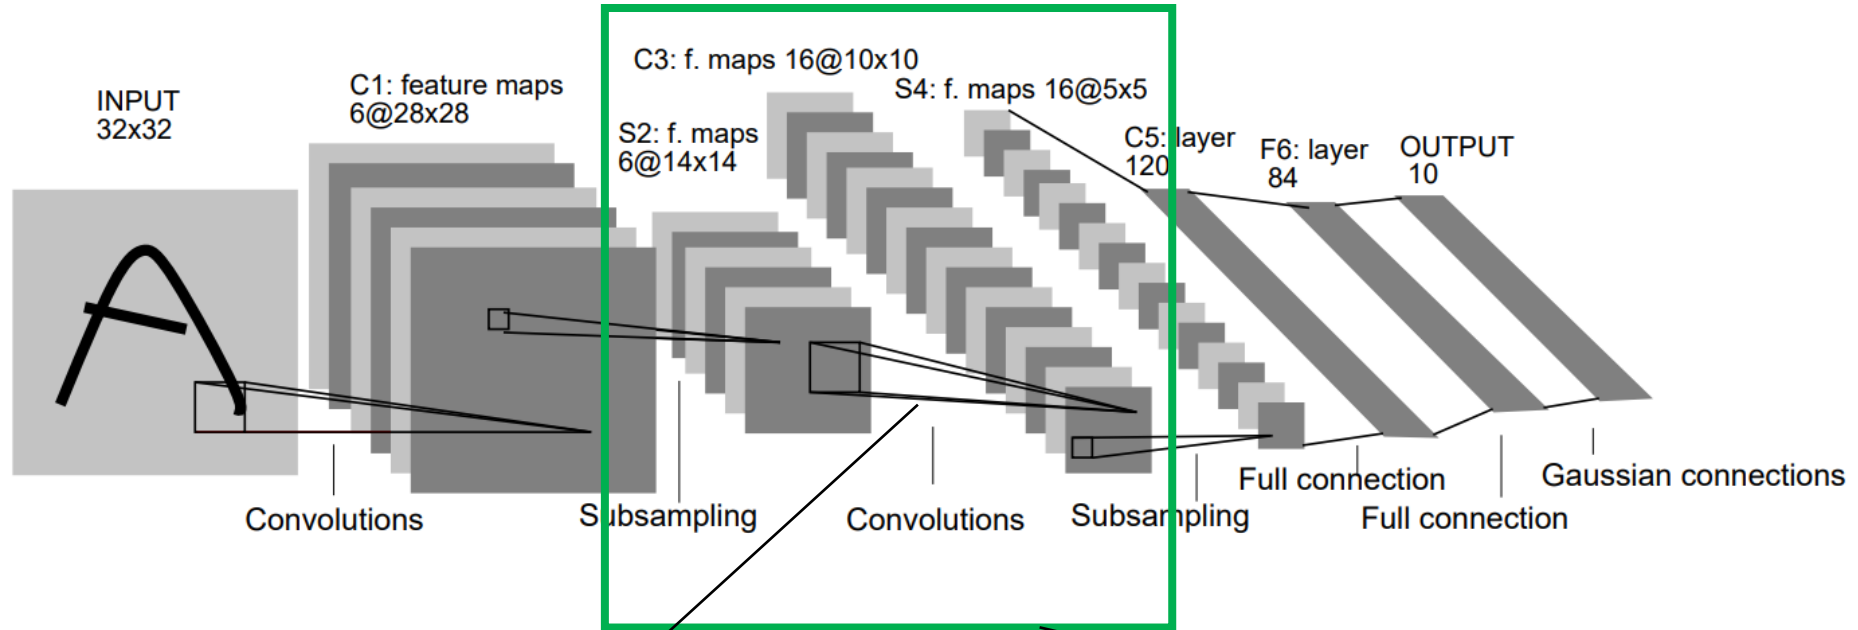 INPUT
32x32
C1: feature maps
6@28x28
C3: f. maps 16@10x10
S2: f. maps
6@14x14
S4: f. maps 16@5x5
C5: layer
120
F6: layer
84
OUTPUT
10
Convolutions
Subsampling
Convolutions
Subsampling
Full connection
Full connection
Gaussian connections